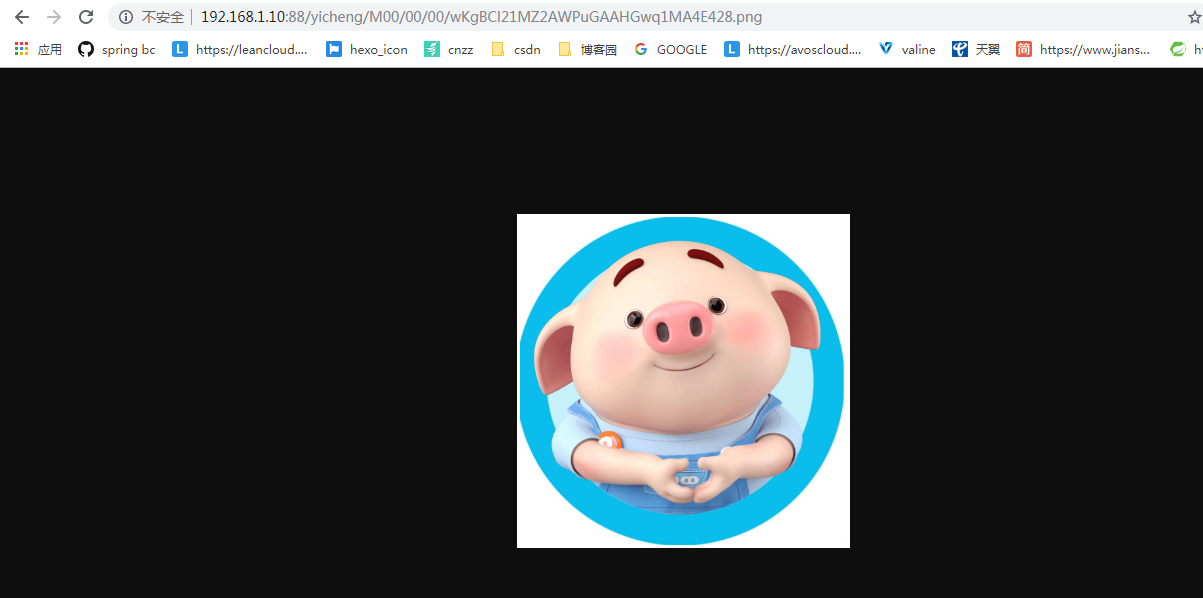 不安全 192.168.1.10:88/yicheng/M00/00/00/wKgBCl21MZ2AWPuGAAHGwq1MA4E428.png
应用 spring bc L https://leancloud.... hexo_icon cnzz csdn 博客园 G GOOGLE L https://avoscloud.... valine 天翼 简 https://www.jians...